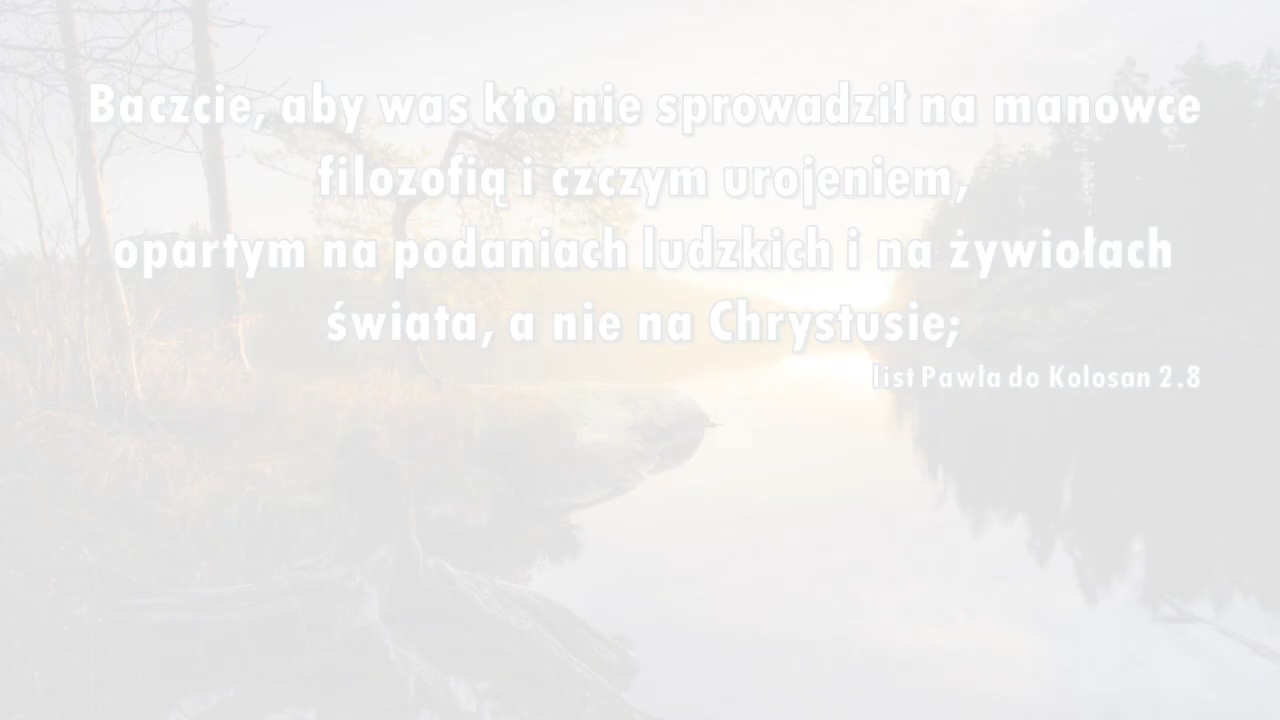 Baczcie, aby was kto nie sprowadził na manowce
filozofią i czczym urojeniem,
opartym na podaniach ludzkich i na żywiołach
świata, a nie na Chrystusie;
list Pawła do Kolosan 2.8